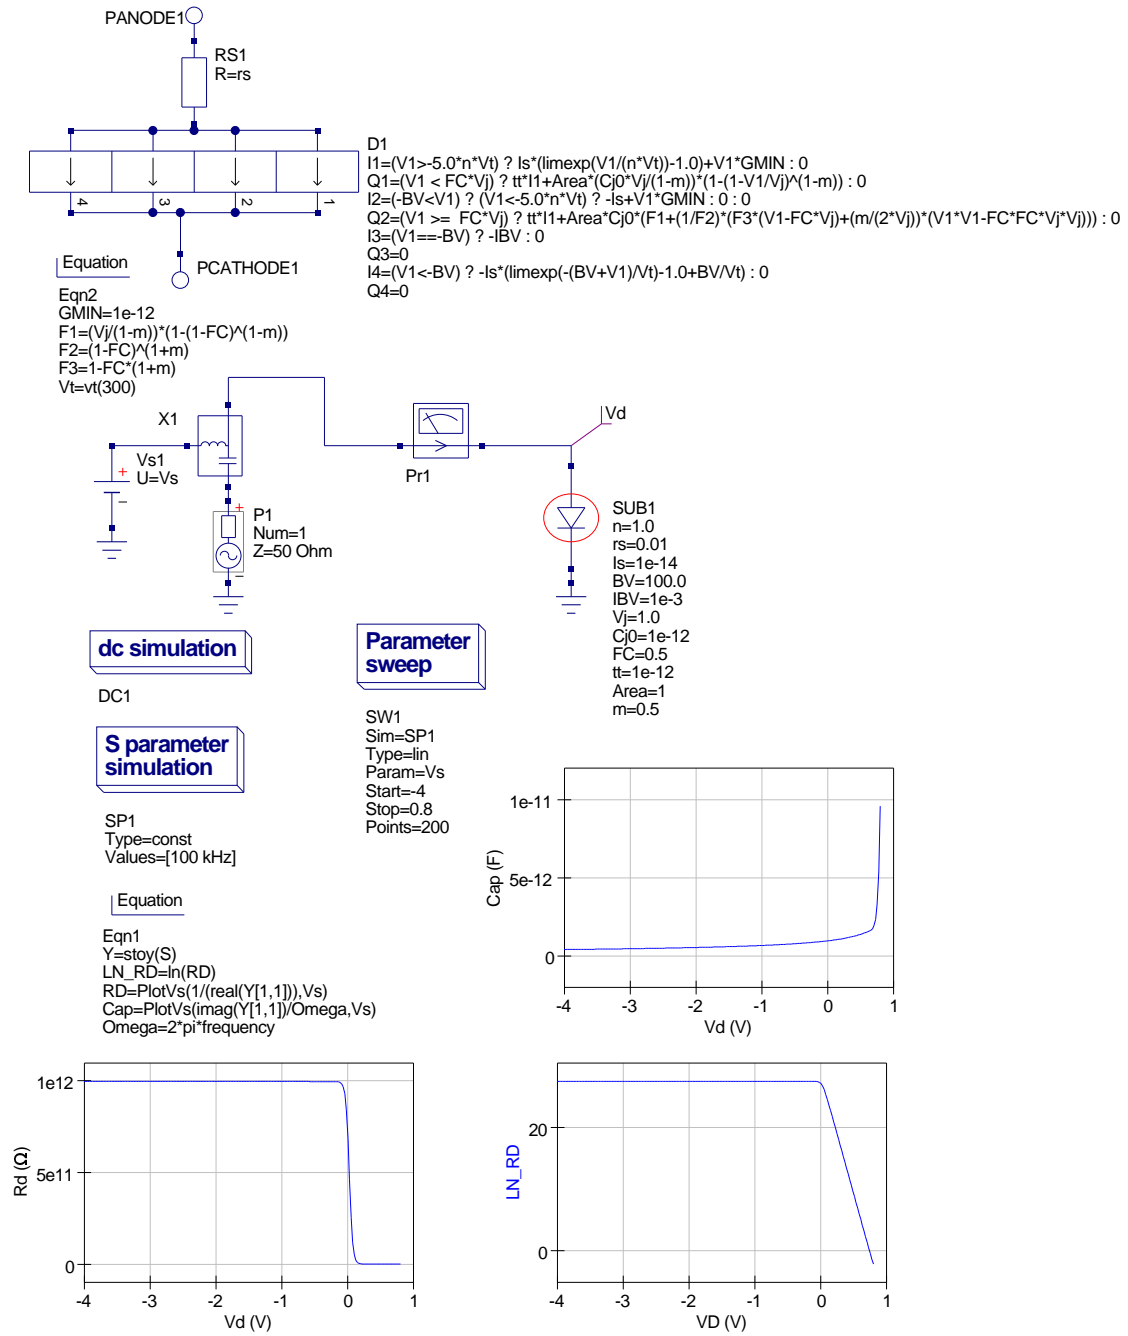 PANODE1
RS1
R=rs
D1
I1=(V1>-5.0*n*Vt) ? Is*(limexp(V1/(n*Vt))-1.0)+V1*GMIN : 0
Q1=(V1 < FC*Vj) ? tt*I1+Area*(Cj0*Vj/(1-m))*(1-(1-V1/Vj)^(1-m)) : 0
I2=(-BV<V1) ? (V1<-5.0*n*Vt) ? -Is+V1*GMIN : 0 : 0
Q2=(V1 >= FC*Vj) ? tt*I1+Area*Cj0*(F1+(1/F2)*(F3*(V1-FC*Vj)+(m/(2*Vj))*(V1*V1-FC*FC*Vj*Vj))) : 0
I3=(V1==-BV) ? -IBV : 0
Q3=0
I4=(V1<-BV) ? -Is*(limexp(-(BV+V1)/Vt)-1.0+BV/Vt) : 0
Q4=0
4 3 2 1
PCATHODE1
Equation
Eqn2
GMIN=1e-12
F1=(Vj/(1-m))*(1-(1-FC)^(1-m))
F2=(1-FC)^(1+m)
F3=1-FC*(1+m)
Vt=vt(300)
X1
Vs1
U=Vs
P1
Num=1
Z=50 Ohm
Pr1
Vd
SUB1
n=1.0
rs=0.01
Is=1e-14
BV=100.0
IBV=1e-3
Vj=1.0
Cj0=1e-12
FC=0.5
tt=1e-12
Area=1
m=0.5
dc simulation
DC1
Parameter
sweep
SW1
Sim=SP1
Type=lin
Param=Vs
Start=-4
Stop=0.8
Points=200
S parameter
simulation
SP1
Type=const
Values=[100 kHz]
Equation
Eqn1
Y=stoy(S)
LN_RD=ln(RD)
RD=PlotVs(1/(real(Y[1,1])),Vs)
Cap=PlotVs(imag(Y[1,1])/Omega,Vs)
Omega=2*pi*frequency
1e-11
5e-12
0
Cap (F)
-4 -3 -2 -1 0 1
Vd (V)
1e12
5e11
0
Rd (Ω)
-4 -3 -2 -1 0 1
Vd (V)
20
0
LN_RD
-4 -3 -2 -1 0 1
VD (V)